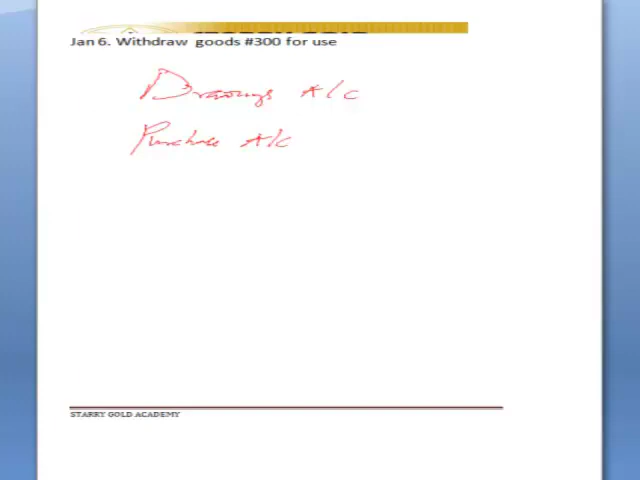 Jan 6. Withdraw goods #300 for use
Drawings A/C
Purchase A/C
STARRY GOLD ACADEMY